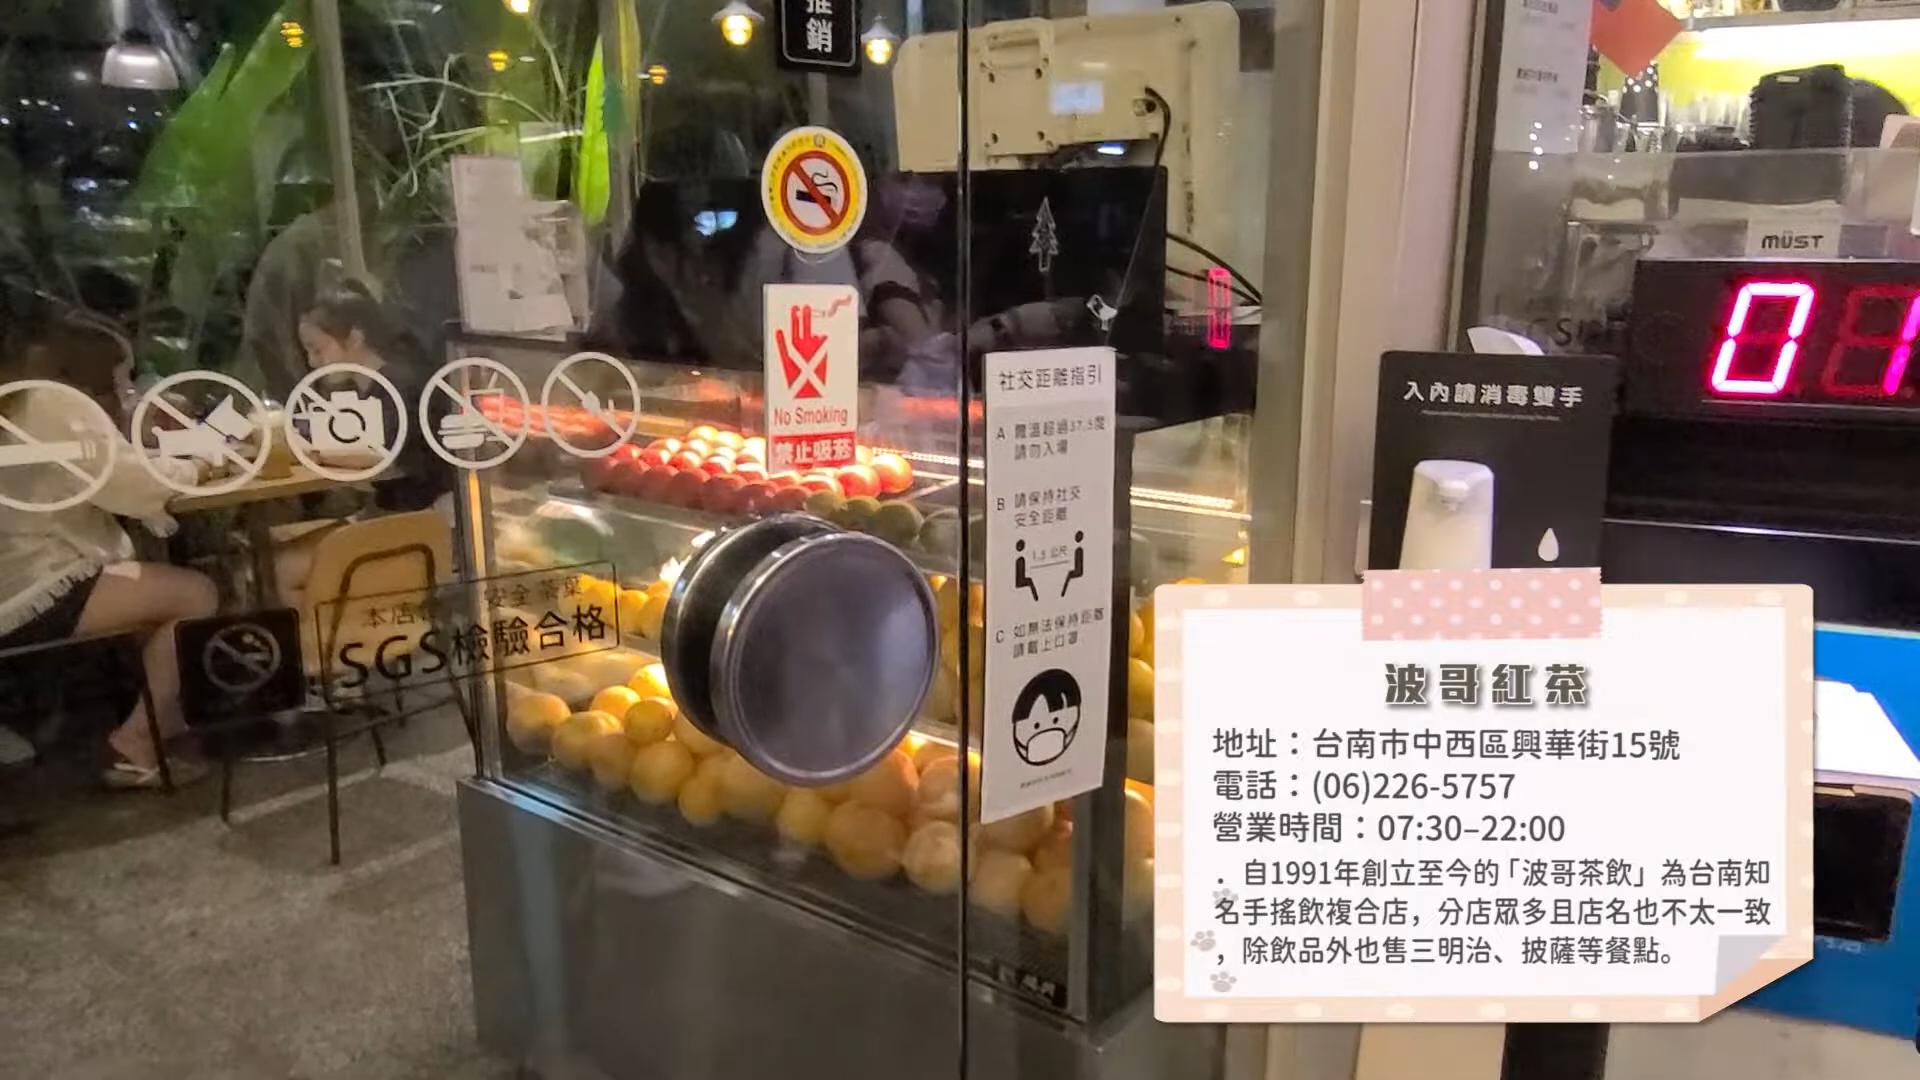 推銷
No Smoking
禁止吸菸
社交距離指引
A 體溫超過37.5度
請勿入場
B 請保持社交
安全距離
1.5 公尺
C 如無法保持距離
請戴上口罩
本店
安全 茶葉
SGS檢驗合格
MÜST
01
入內請消毒雙手
波哥紅茶
地址：台南市中西區興華街15號
電話：(06)226-5757
營業時間：07:30–22:00
．自1991年創立至今的「波哥茶飲」為台南知
名手搖飲複合店，分店眾多且店名也不太一致
，除飲品外也售三明治、披薩等餐點。